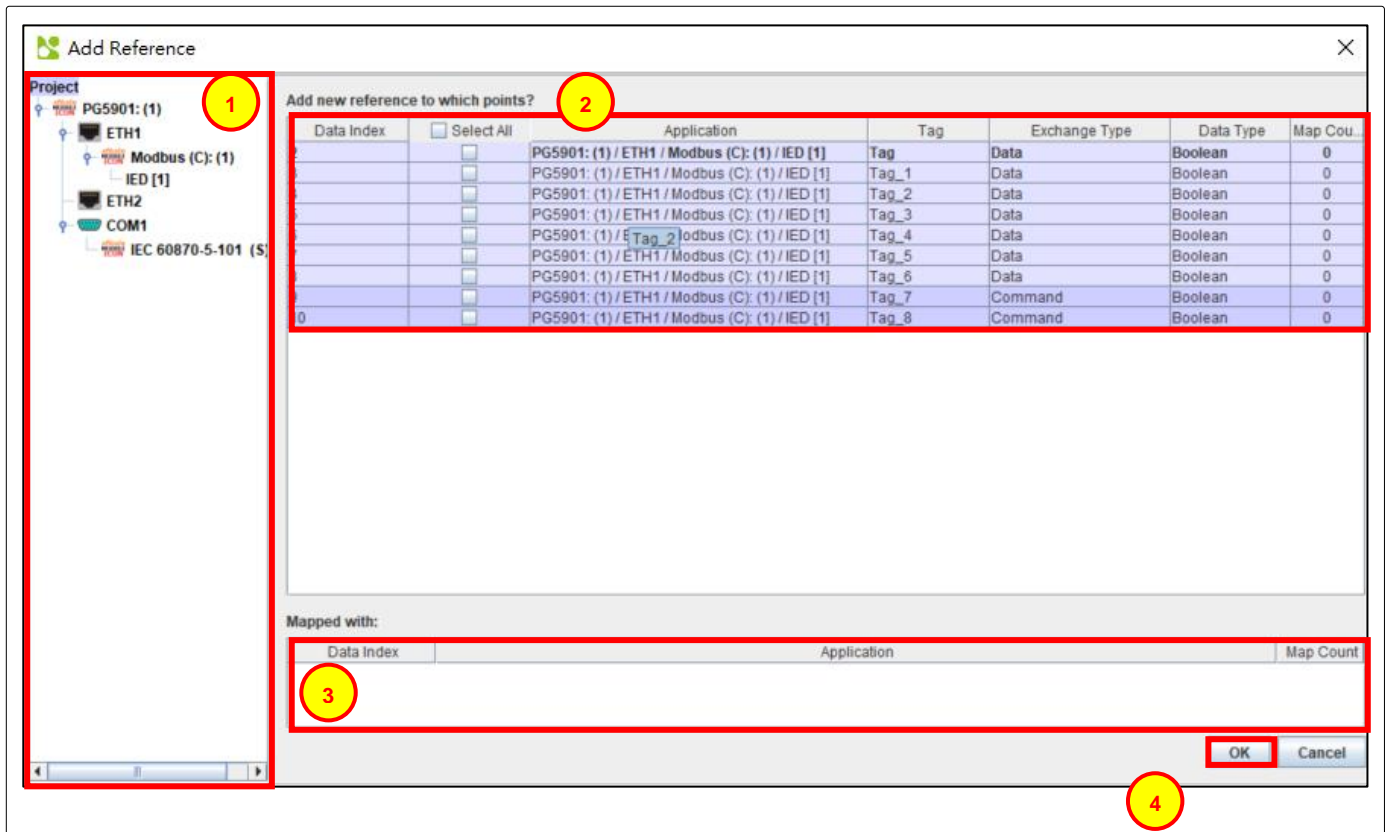 Add Reference
Project
1
PG5901: (1)
ETH1
Modbus (C): (1)
IED [1]
ETH2
COM1
IEC 60870-5-101 (S)
Add new reference to which points?
2
Data Index Select All Application Tag Exchange Type Data Type Map Cou...
PG5901: (1) / ETH1 / Modbus (C): (1) / IED [1] Tag Data Boolean 0
PG5901: (1) / ETH1 / Modbus (C): (1) / IED [1] Tag_1 Data Boolean 0
PG5901: (1) / ETH1 / Modbus (C): (1) / IED [1] Tag_2 Data Boolean 0
PG5901: (1) / ETH1 / Modbus (C): (1) / IED [1] Tag_3 Data Boolean 0
PG5901: (1) / E Tag_2 odbus (C): (1) / IED [1] Tag_4 Data Boolean 0
PG5901: (1) / ETH1 / Modbus (C): (1) / IED [1] Tag_5 Data Boolean 0
PG5901: (1) / ETH1 / Modbus (C): (1) / IED [1] Tag_6 Data Boolean 0
PG5901: (1) / ETH1 / Modbus (C): (1) / IED [1] Tag_7 Command Boolean 0
0 PG5901: (1) / ETH1 / Modbus (C): (1) / IED [1] Tag_8 Command Boolean 0
Mapped with:
Data Index Application Map Count
3
OK Cancel
4